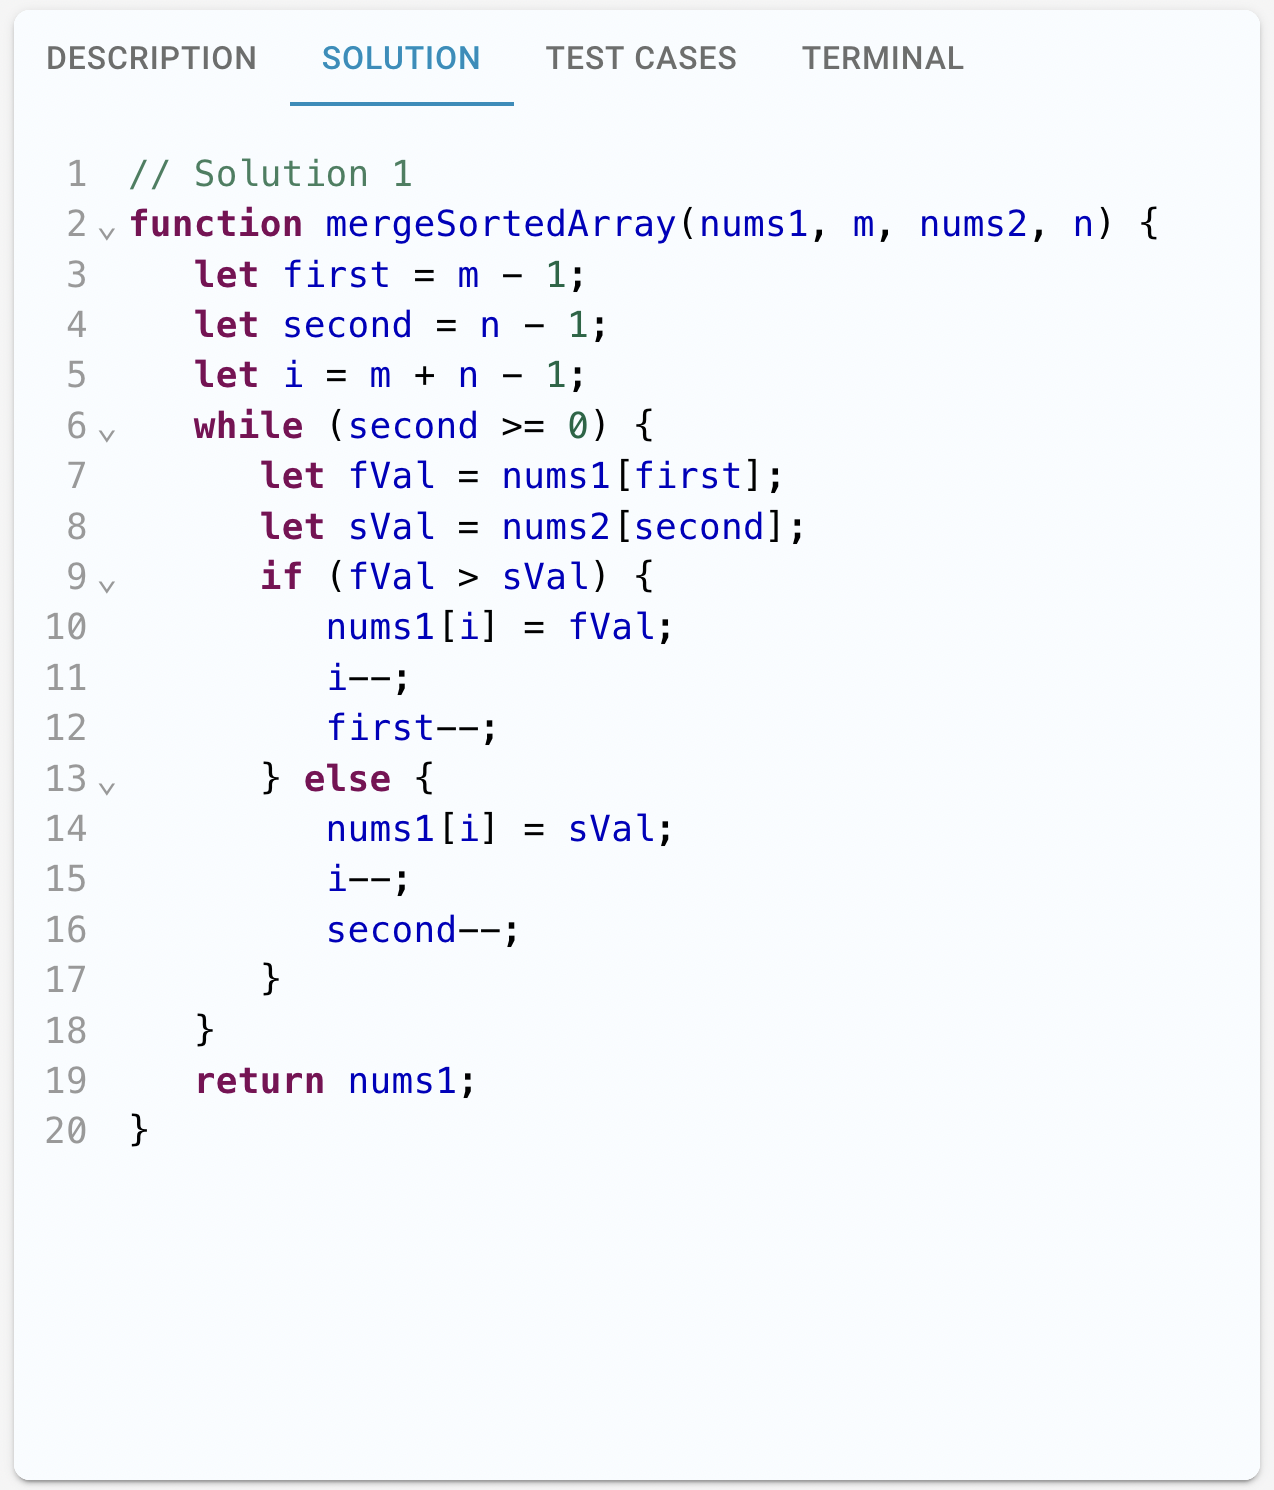 DESCRIPTION SOLUTION TEST CASES TERMINAL
1 // Solution 1
2 function mergeSortedArray(nums1, m, nums2, n) {
3    let first = m - 1;
4    let second = n - 1;
5    let i = m + n - 1;
6    while (second >= 0) {
7       let fVal = nums1[first];
8       let sVal = nums2[second];
9       if (fVal > sVal) {
10          nums1[i] = fVal;
11          i--;
12          first--;
13       } else {
14          nums1[i] = sVal;
15          i--;
16          second--;
17       }
18    }
19    return nums1;
20 }